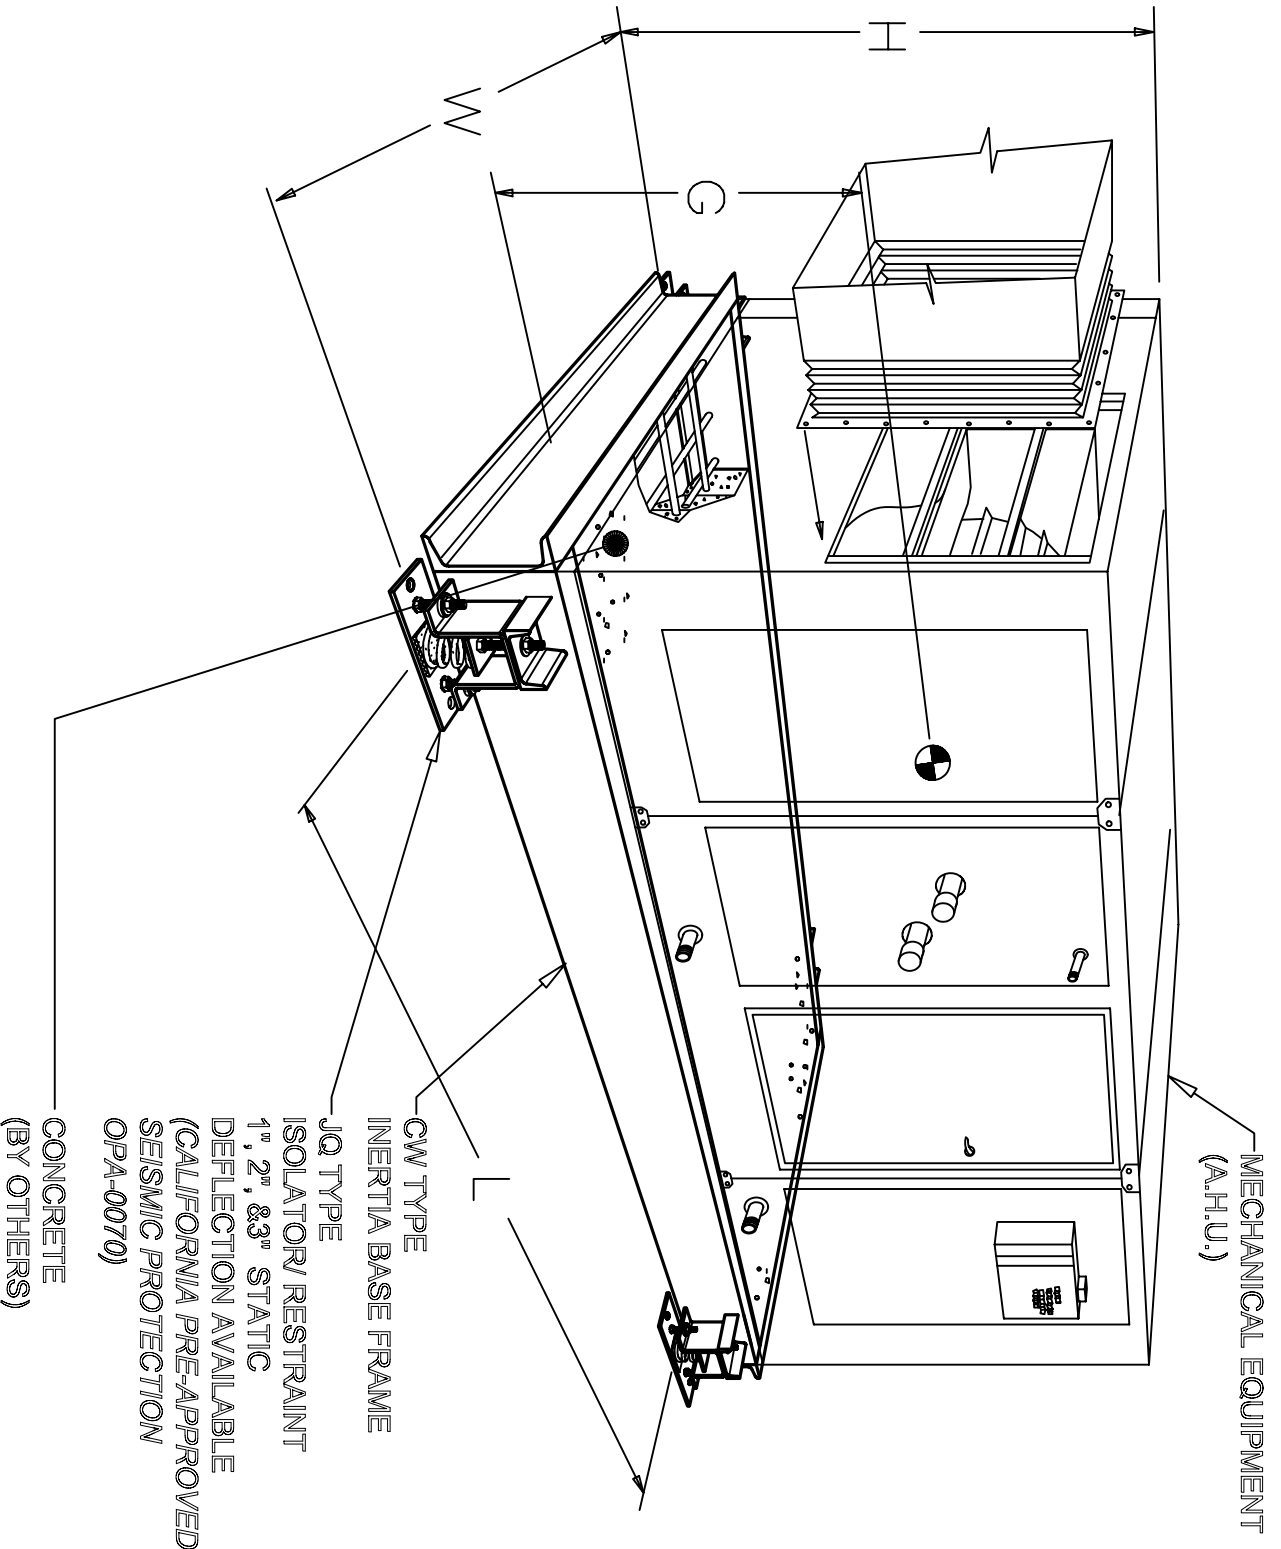 H
W
G
L
MECHANICAL EQUIPMENT
(A.H.U.)
CW TYPE
INERTIA BASE FRAME
JQ TYPE
ISOLATOR/ RESTRAINT
1", 2", &3" STATIC
DEFLECTION AVAILABLE
(CALIFORNIA PRE-APPROVED
SEISMIC PROTECTION
OPA-0070)
CONCRETE
(BY OTHERS)